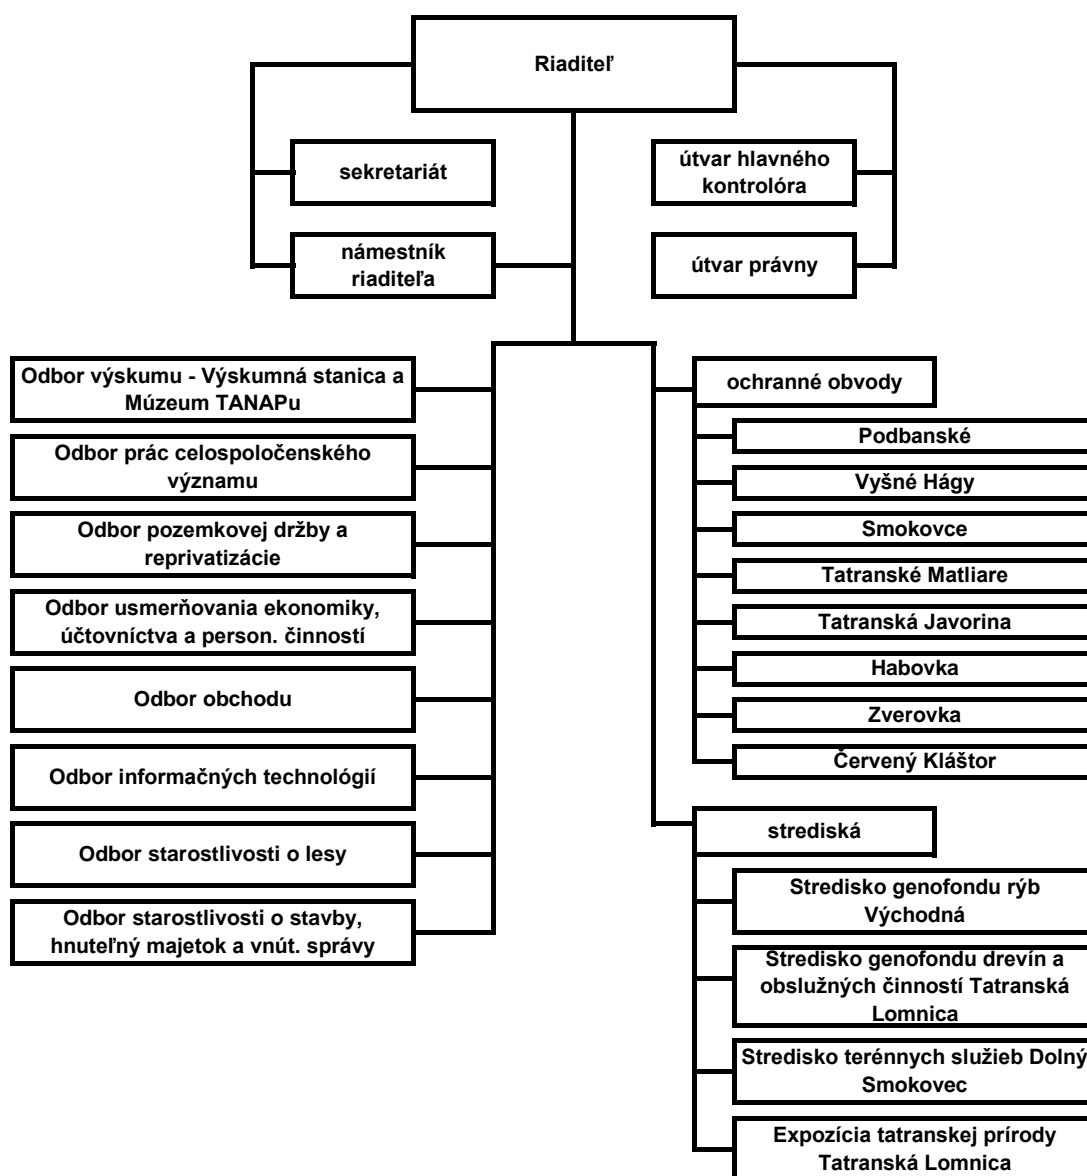 Riaditeľ
sekretariát
útvar hlavného
kontrolóra
námestník
riaditeľa
útvar právny
Odbor výskumu - Výskumná stanica a
Múzeum TANAPu
Odbor prác celospoločenského
významu
Odbor pozemkovej držby a
reprivatizácie
Odbor usmerňovania ekonomiky,
účtovníctva a person. činností
Odbor obchodu
Odbor informačných technológií
Odbor starostlivosti o lesy
Odbor starostlivosti o stavby,
hnuteľný majetok a vnút. správy
ochranné obvody
Podbanské
Vyšné Hágy
Smokovce
Tatranské Matliare
Tatranská Javorina
Habovka
Zverovka
Červený Kláštor
strediská
Stredisko genofondu rýb
Východná
Stredisko genofondu drevín a
obslužných činností Tatranská
Lomnica
Stredisko terénnych služieb Dolný
Smokovec
Expozícia tatranskej prírody
Tatranská Lomnica